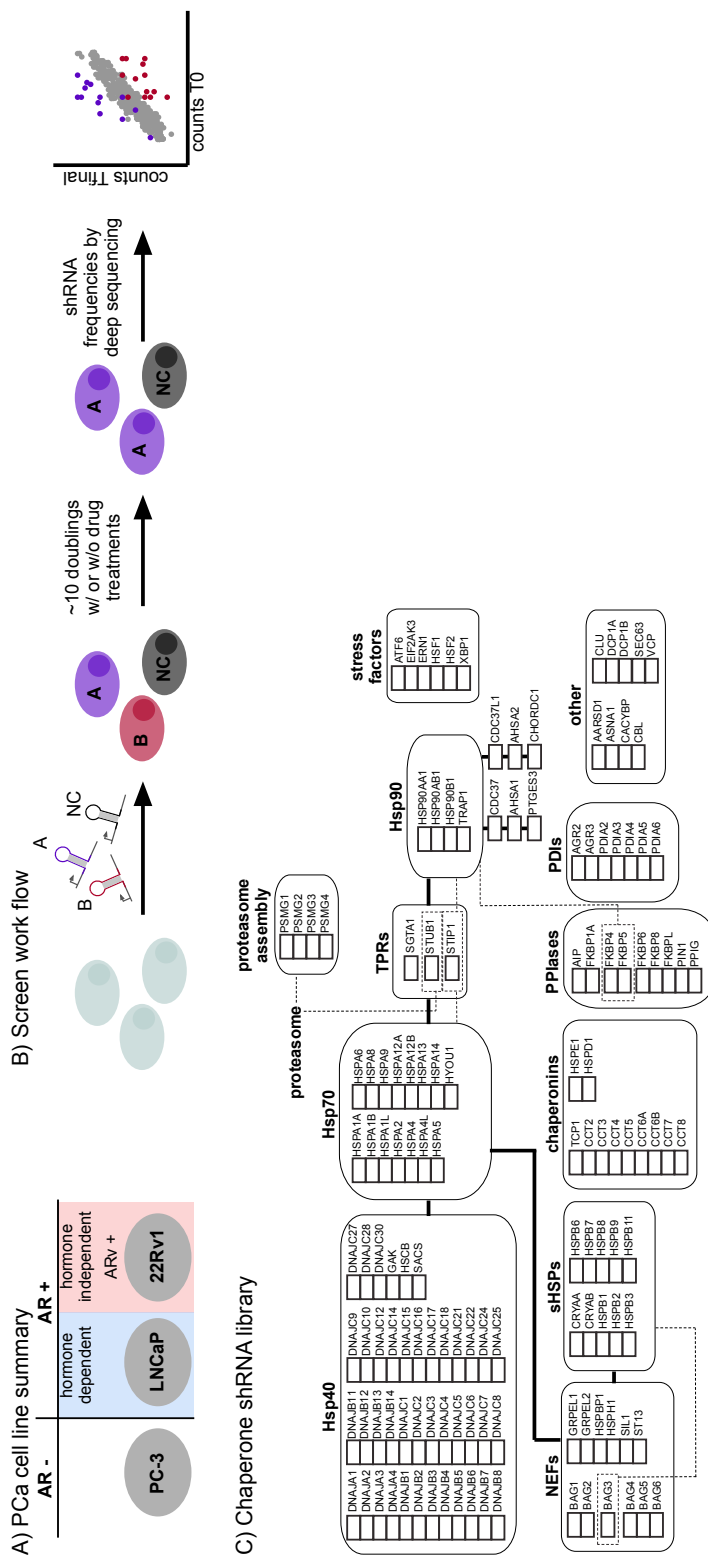 A) PCa cell line summary
AR -
AR +
hormone
dependent
hormone
independent
ARv +
PC-3
LNCaP
22Rv1
B) Screen work flow
A
B
NC
A
B
NC
~10 doublings
w/ or w/o drug
treatments
A
A
NC
shRNA
frequencies by
deep sequencing
counts Tfinal
counts T0
C) Chaperone shRNA library
Hsp40
DNAJA1
DNAJA2
DNAJA3
DNAJA4
DNAJB1
DNAJB2
DNAJB3
DNAJB4
DNAJB5
DNAJB6
DNAJB7
DNAJB8
DNAJB11
DNAJB12
DNAJB13
DNAJB14
DNAJC1
DNAJC2
DNAJC3
DNAJC4
DNAJC5
DNAJC6
DNAJC7
DNAJC8
DNAJC9
DNAJC10
DNAJC12
DNAJC14
DNAJC15
DNAJC16
DNAJC17
DNAJC18
DNAJC21
DNAJC22
DNAJC24
DNAJC25
DNAJC27
DNAJC28
DNAJC30
GAK
HSCB
SACS
Hsp70
HSPA1A
HSPA1B
HSPA1L
HSPA2
HSPA4
HSPA4L
HSPA5
HSPA6
HSPA8
HSPA9
HSPA12A
HSPA12B
HSPA13
HSPA14
HYOU1
proteasome
proteasome
assembly
PSMG1
PSMG2
PSMG3
PSMG4
TPRs
SGTA1
STUB1
STIP1
Hsp90
HSP90AA1
HSP90AB1
HSP90B1
TRAP1
CDC37
AHSA1
PTGES3
CDC37L1
AHSA2
CHORDC1
stress
factors
ATF6
EIF2AK3
ERN1
HSF1
HSF2
XBP1
NEFs
BAG1
BAG2
BAG3
BAG4
BAG5
BAG6
GRPEL1
GRPEL2
HSPBP1
HSPH1
SIL1
ST13
sHSPs
CRYAA
CRYAB
HSPB1
HSPB2
HSPB3
HSPB6
HSPB7
HSPB8
HSPB9
HSPB11
chaperonins
TCP1
CCT2
CCT3
CCT4
CCT5
CCT6A
CCT6B
CCT7
CCT8
HSPE1
HSPD1
PPIases
AIP
FKBP1A
FKBP4
FKBP5
FKBP6
FKBP8
FKBPL
PIN1
PPIG
PDIs
AGR2
AGR3
PDIA2
PDIA3
PDIA4
PDIA5
PDIA6
other
AARSD1
ASNA1
CACYBP
CBL
CLU
DCP1A
DCP1B
SEC63
VCP